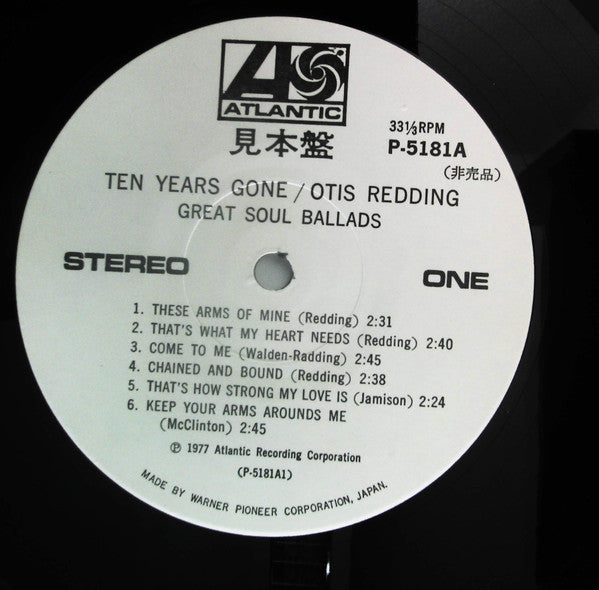 ATLANTIC
見本盤
33⅓RPM
P-5181A
(非売品)
TEN YEARS GONE / OTIS REDDING
GREAT SOUL BALLADS
STEREO
ONE
1. THESE ARMS OF MINE (Redding) 2:31
2. THAT'S WHAT MY HEART NEEDS (Redding) 2:40
3. COME TO ME (Walden-Radding) 2:45
4. CHAINED AND BOUND (Redding) 2:38
5. THAT'S HOW STRONG MY LOVE IS (Jamison) 2:24
6. KEEP YOUR ARMS AROUNDS ME
(McClinton) 2:45
℗ 1977 Atlantic Recording Corporation
(P-5181A1)
MADE BY WARNER PIONEER CORPORATION, JAPAN.